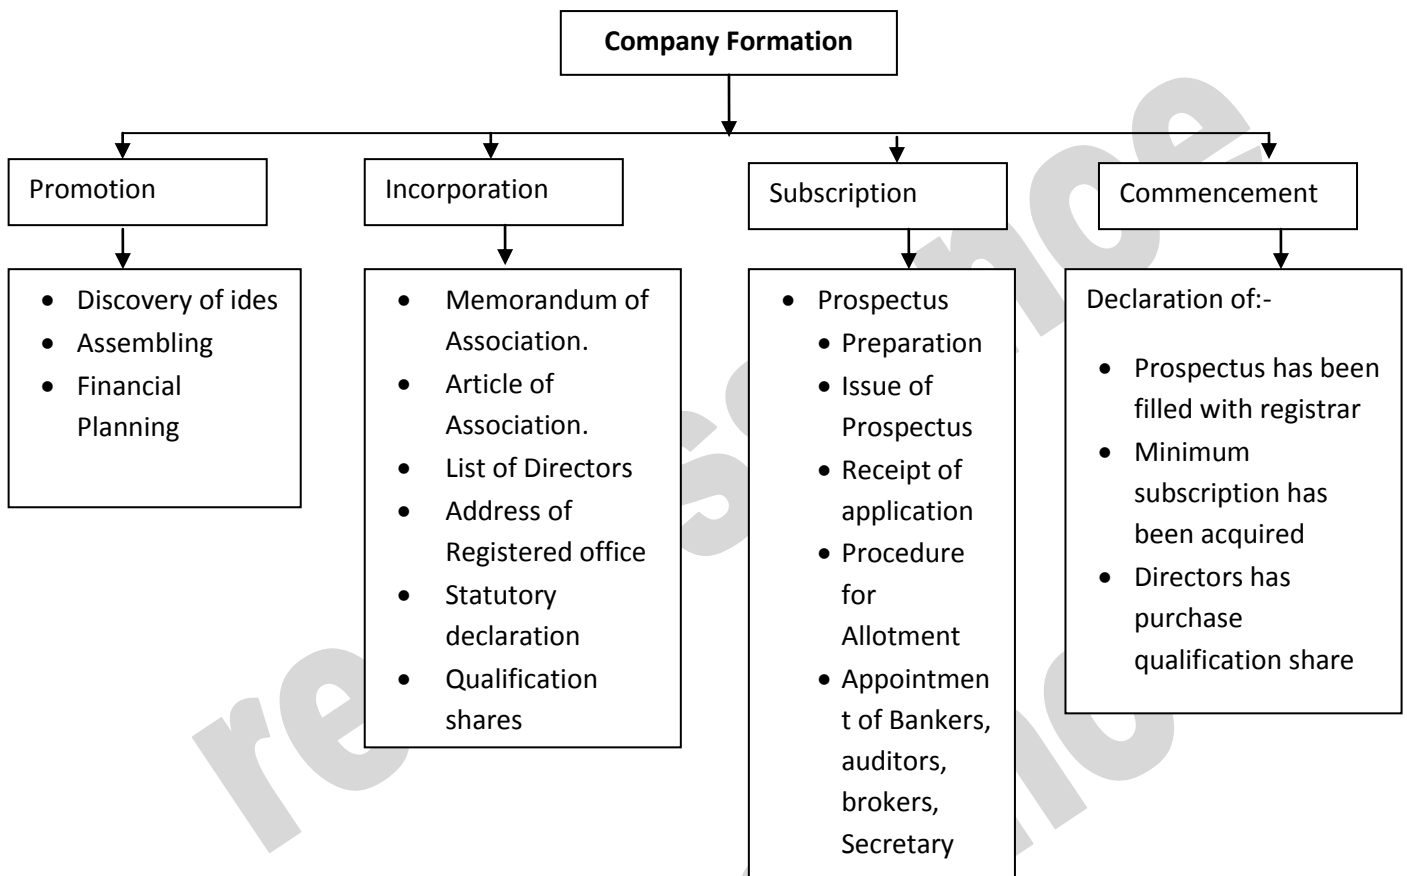 Company Formation
Promotion
Incorporation
Subscription
Commencement
• Discovery of ides
• Assembling
• Financial
Planning
• Memorandum of
Association.
• Article of
Association.
• List of Directors
• Address of
Registered office
• Statutory
declaration
• Qualification
shares
• Prospectus
• Preparation
• Issue of
Prospectus
• Receipt of
application
• Procedure
for
Allotment
• Appointmen
t of Bankers,
auditors,
brokers,
Secretary
Declaration of:-
• Prospectus has been
filled with registrar
• Minimum
subscription has
been acquired
• Directors has
purchase
qualification share